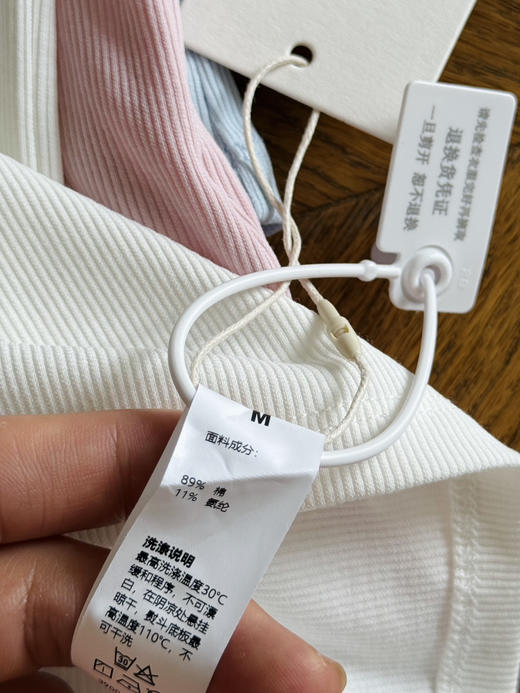 退换货凭证
一旦剪开 恕不退换
M
面料成分：
89% 棉
11% 氨纶
洗涤说明
最高洗涤温度30℃
缓和程序，不可漂
白，在阴凉处悬挂
晾干，熨斗底板最
高温度110℃，不
可干洗
30